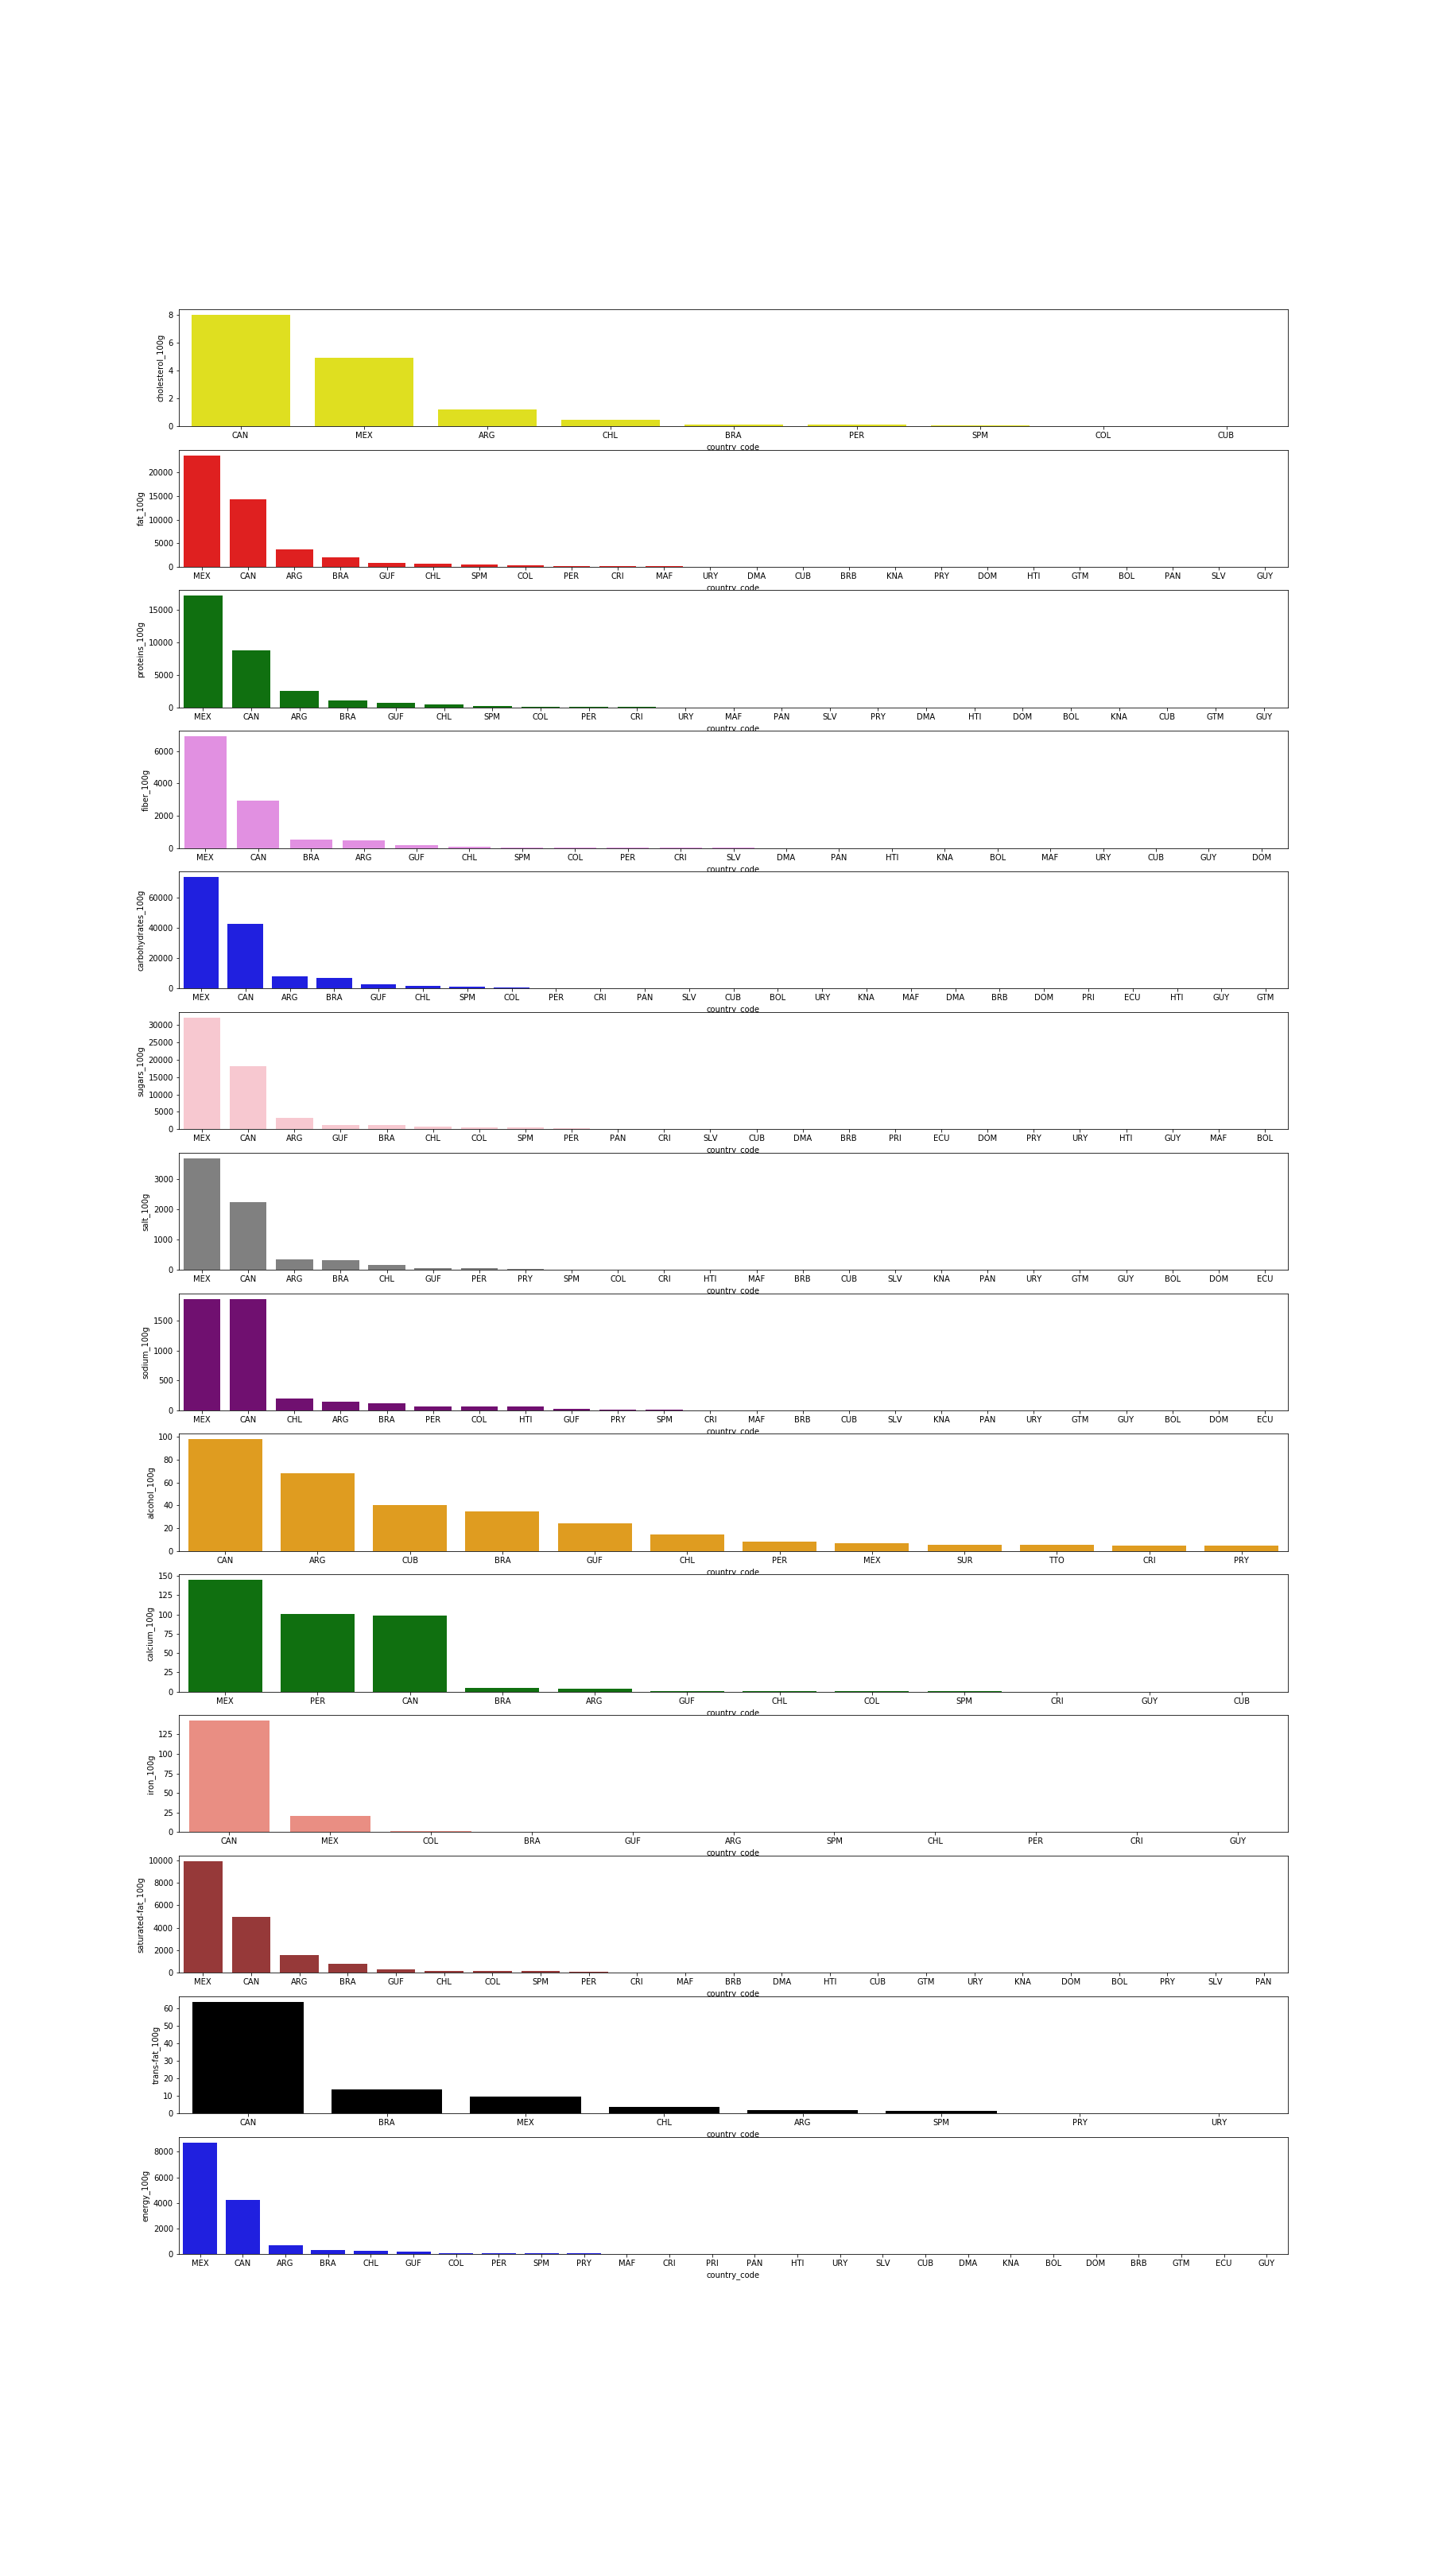 8
6
4
2
0
cholesterol_100g
CAN MEX ARG CHL BRA PER SPM COL CUB
country_code
20000
15000
10000
5000
0
fat_100g
MEX CAN ARG BRA GUF CHL SPM COL PER CRI MAF URY DMA CUB BRB KNA PRY DOM HTI GTM BOL PAN SLV GUY
country_code
15000
10000
5000
0
proteins_100g
MEX CAN ARG BRA GUF CHL SPM COL PER CRI URY MAF PAN SLV PRY DMA HTI DOM BOL KNA CUB GTM GUY
country_code
6000
4000
2000
0
fiber_100g
MEX CAN BRA ARG GUF CHL SPM COL PER CRI SLV DMA PAN HTI KNA BOL MAF URY CUB GUY DOM
country_code
60000
40000
20000
0
carbohydrates_100g
MEX CAN ARG BRA GUF CHL SPM COL PER CRI PAN SLV CUB BOL URY KNA MAF DMA BRB DOM PRI ECU HTI GUY GTM
country_code
30000
25000
20000
15000
10000
5000
0
sugars_100g
MEX CAN ARG GUF BRA CHL COL SPM PER PAN CRI SLV CUB DMA BRB PRI ECU DOM PRY URY HTI GUY MAF BOL
country_code
3000
2000
1000
0
salt_100g
MEX CAN ARG BRA CHL GUF PER PRY SPM COL CRI HTI MAF BRB CUB SLV KNA PAN URY GTM GUY BOL DOM ECU
country_code
1500
1000
500
0
sodium_100g
MEX CAN CHL ARG BRA PER COL HTI GUF PRY SPM CRI MAF BRB CUB SLV KNA PAN URY GTM GUY BOL DOM ECU
country_code
100
80
60
40
20
0
alcohol_100g
CAN ARG CUB BRA GUF CHL PER MEX SUR TTO CRI PRY
country_code
150
125
100
75
50
25
0
calcium_100g
MEX PER CAN BRA ARG GUF CHL COL SPM CRI GUY CUB
country_code
125
100
75
50
25
0
iron_100g
CAN MEX COL BRA GUF ARG SPM CHL PER CRI GUY
country_code
10000
8000
6000
4000
2000
0
saturated-fat_100g
MEX CAN ARG BRA GUF CHL COL SPM PER CRI MAF BRB DMA HTI CUB GTM URY KNA DOM BOL PRY SLV PAN
country_code
60
50
40
30
20
10
0
trans-fat_100g
CAN BRA MEX CHL ARG SPM PRY URY
country_code
8000
6000
4000
2000
0
energy_100g
MEX CAN ARG BRA CHL GUF COL PER SPM PRY MAF CRI PRI PAN HTI URY SLV CUB DMA KNA BOL DOM BRB GTM ECU GUY
country_code